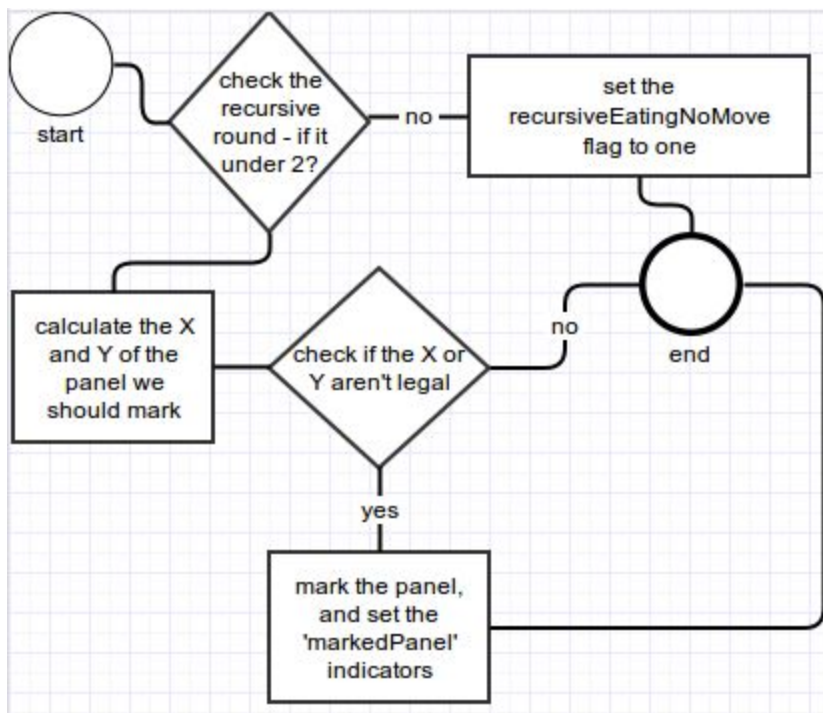 start
check the
recursive
round - if it
under 2?
no
set the
recursiveEatingNoMove
flag to one
end
calculate the X
and Y of the
panel we
should mark
check if the X or
Y aren't legal
no
yes
mark the panel,
and set the
'markedPanel'
indicators